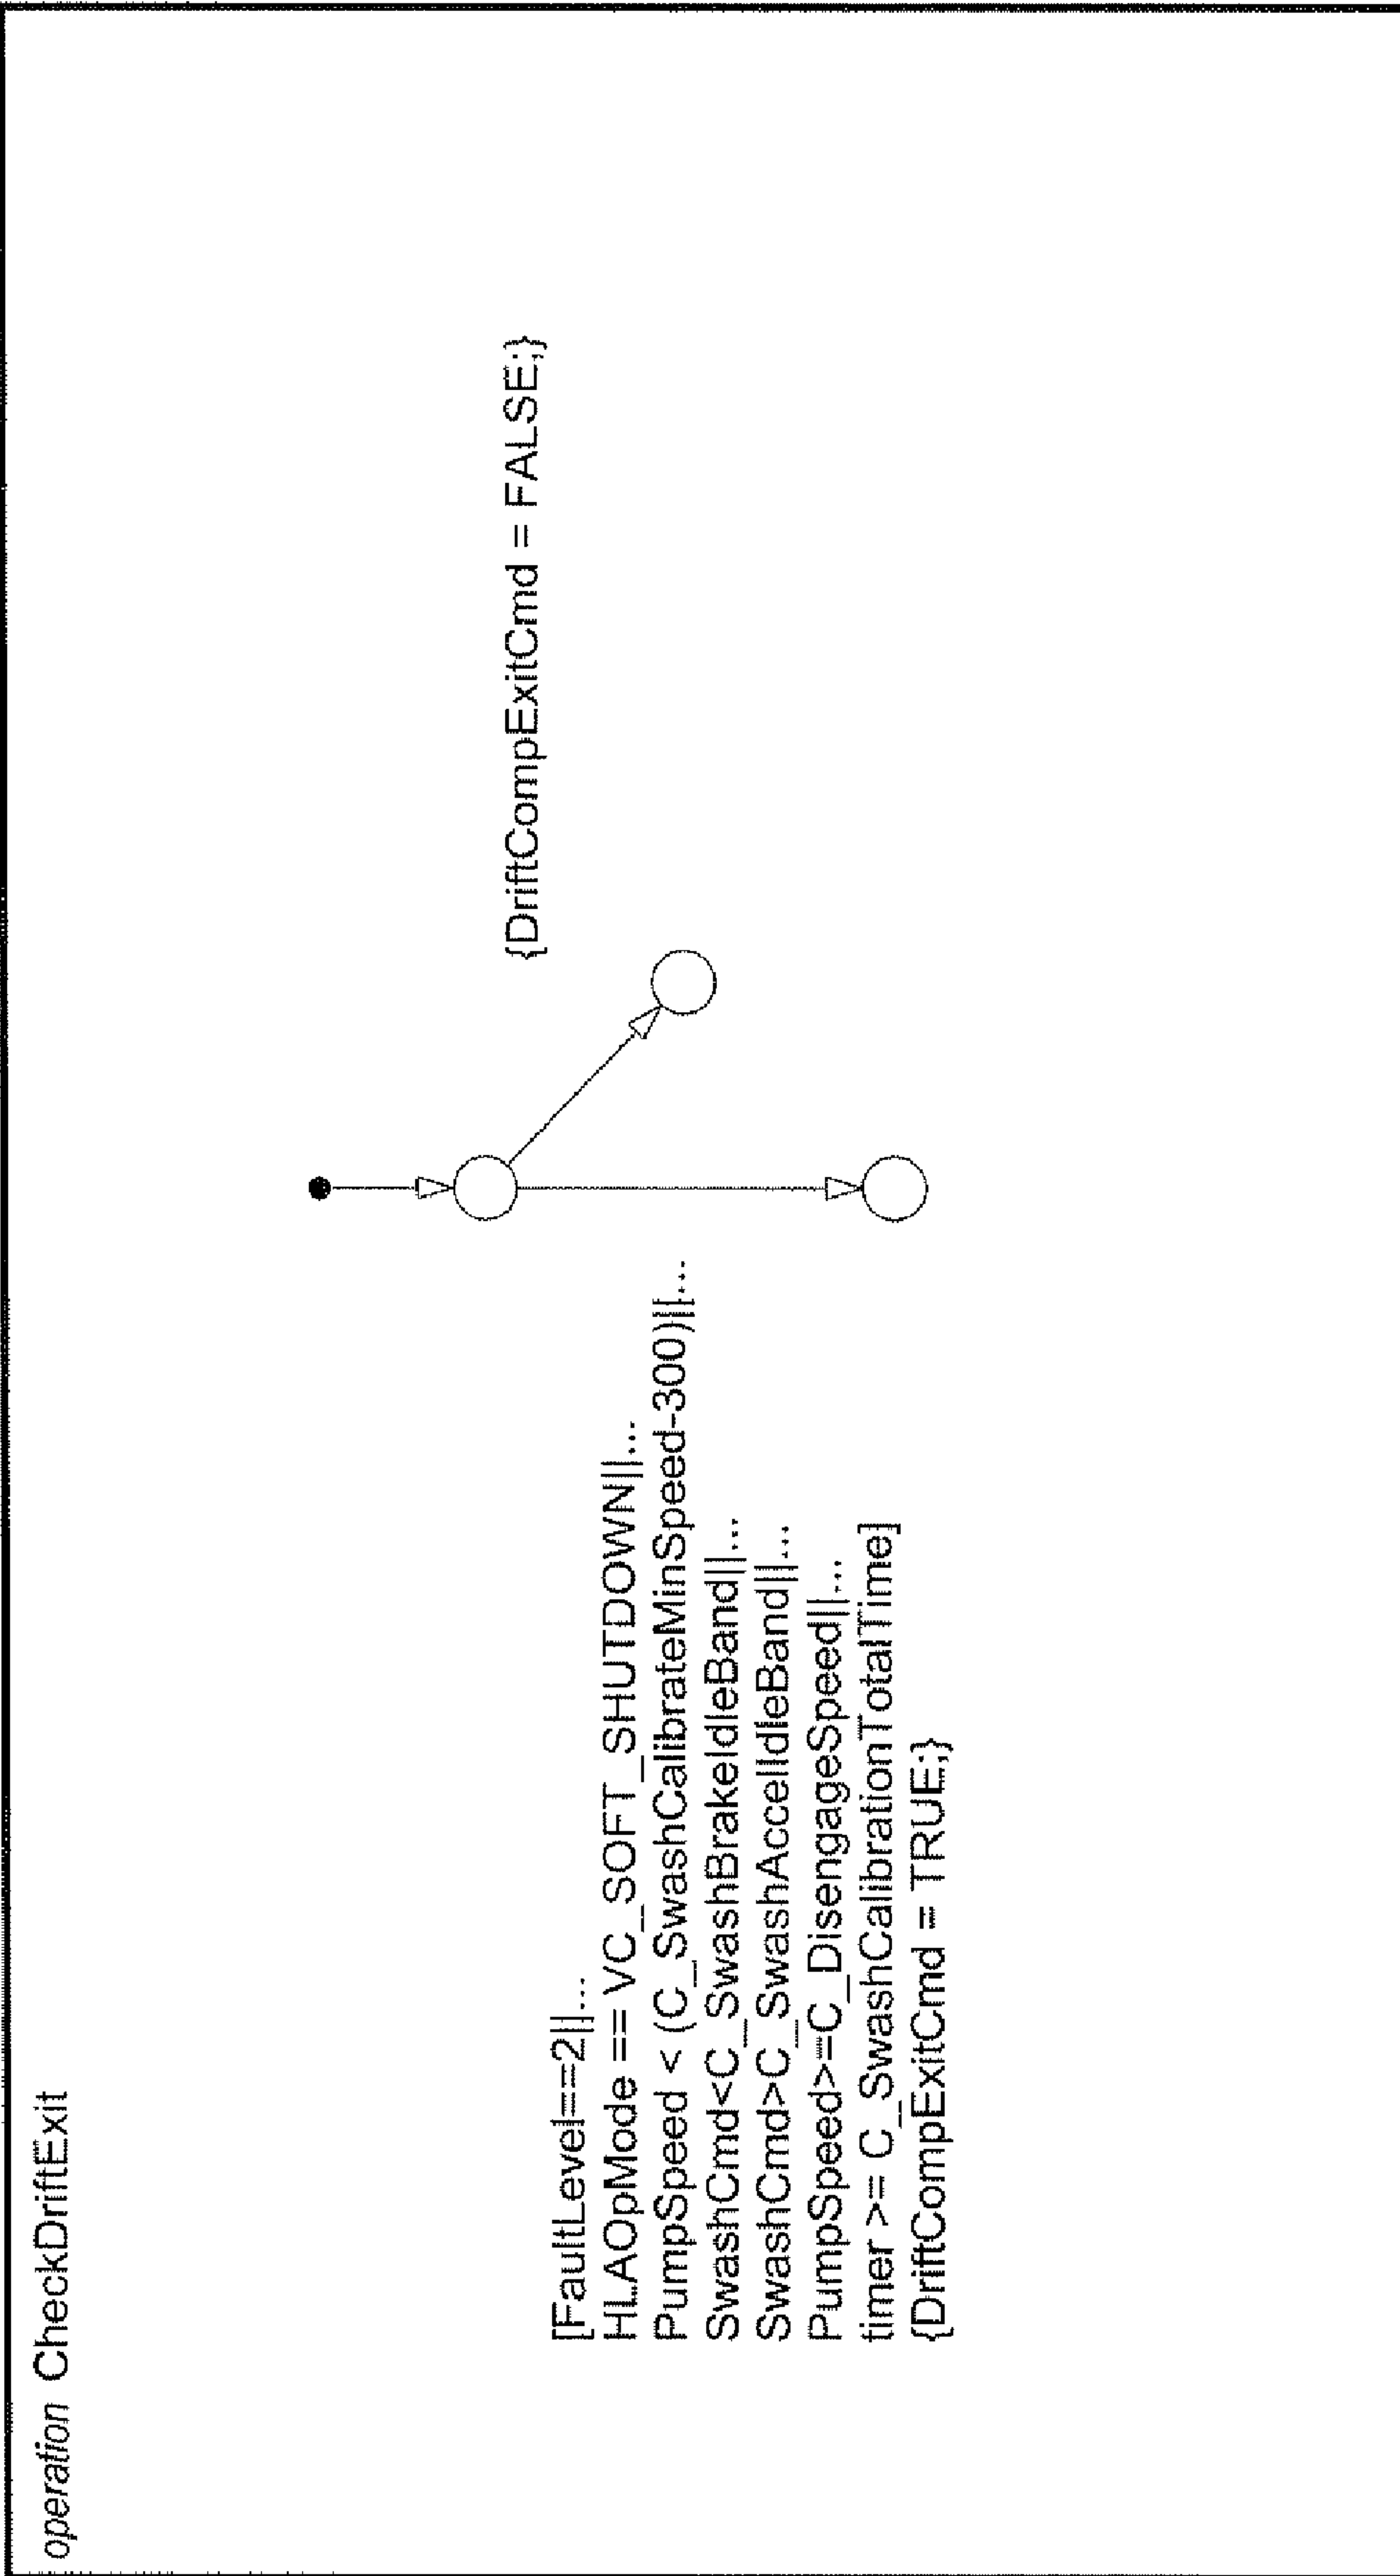 operation CheckDriftExit
{DriftCompExitCmd = FALSE;}
[FaultLevel==2||...
HLAOpMode == VC_SOFT_SHUTDOWN||...
PumpSpeed < (C_SwashCalibrateMinSpeed-300)||...
SwashCmd<C_SwashBrakeIdleBand||...
SwashCmd>C_SwashAccelIdleBand||...
PumpSpeed>=C_DisengageSpeed||...
timer >= C_SwashCalibrationTotalTime]
{DriftCompExitCmd = TRUE;}